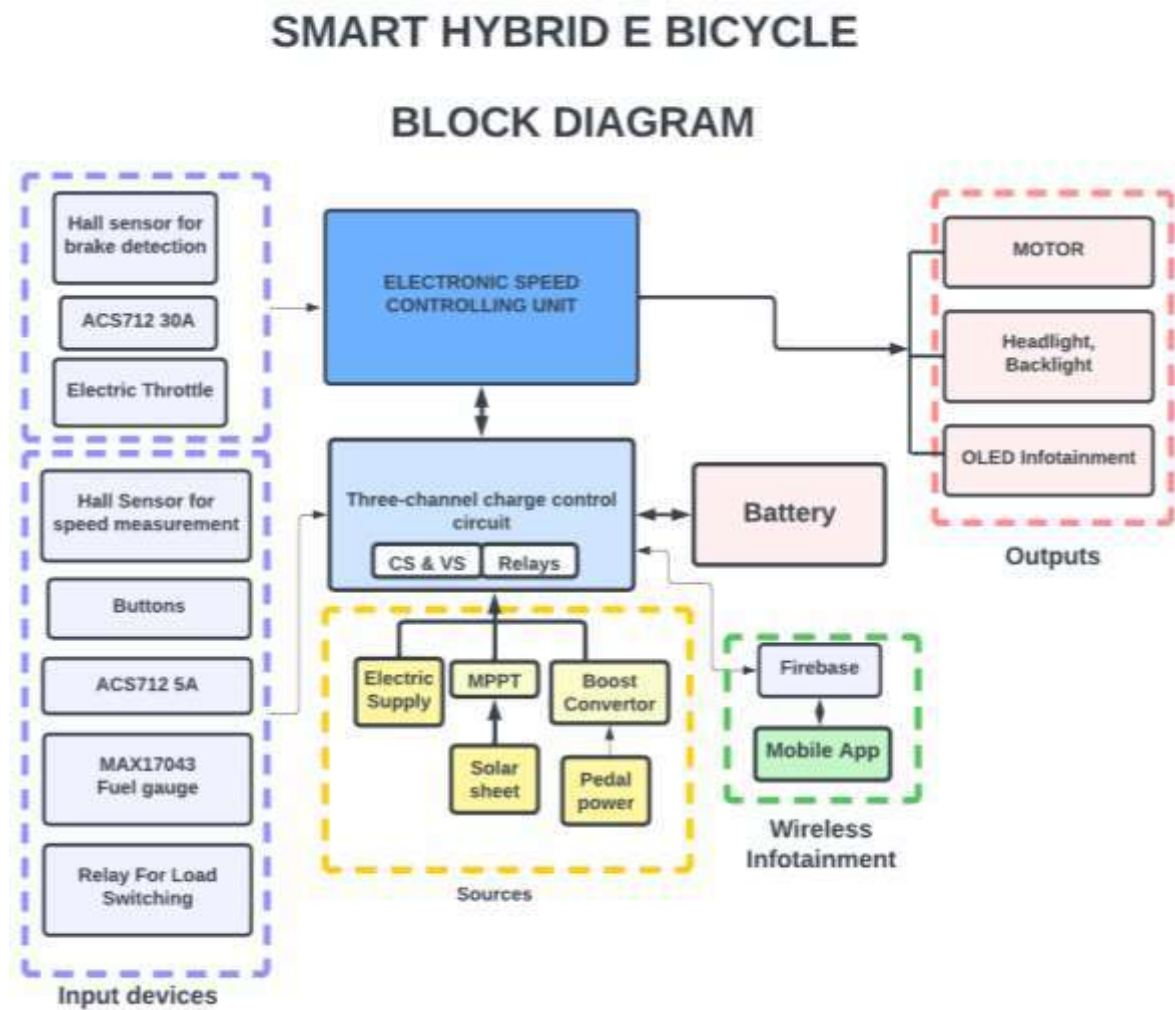 SMART HYBRID E BICYCLE
BLOCK DIAGRAM
Hall sensor for
brake detection
ACS712 30A
Electric Throttle
Hall Sensor for
speed measurement
Buttons
ACS712 5A
MAX17043
Fuel gauge
Relay For Load
Switching
Input devices
ELECTRONIC SPEED
CONTROLLING UNIT
Three-channel charge control
circuit
CS & VS
Relays
Battery
Electric
Supply
MPPT
Boost
Convertor
Solar
sheet
Pedal
power
Sources
MOTOR
Headlight,
Backlight
OLED Infotainment
Outputs
Firebase
Mobile App
Wireless
Infotainment